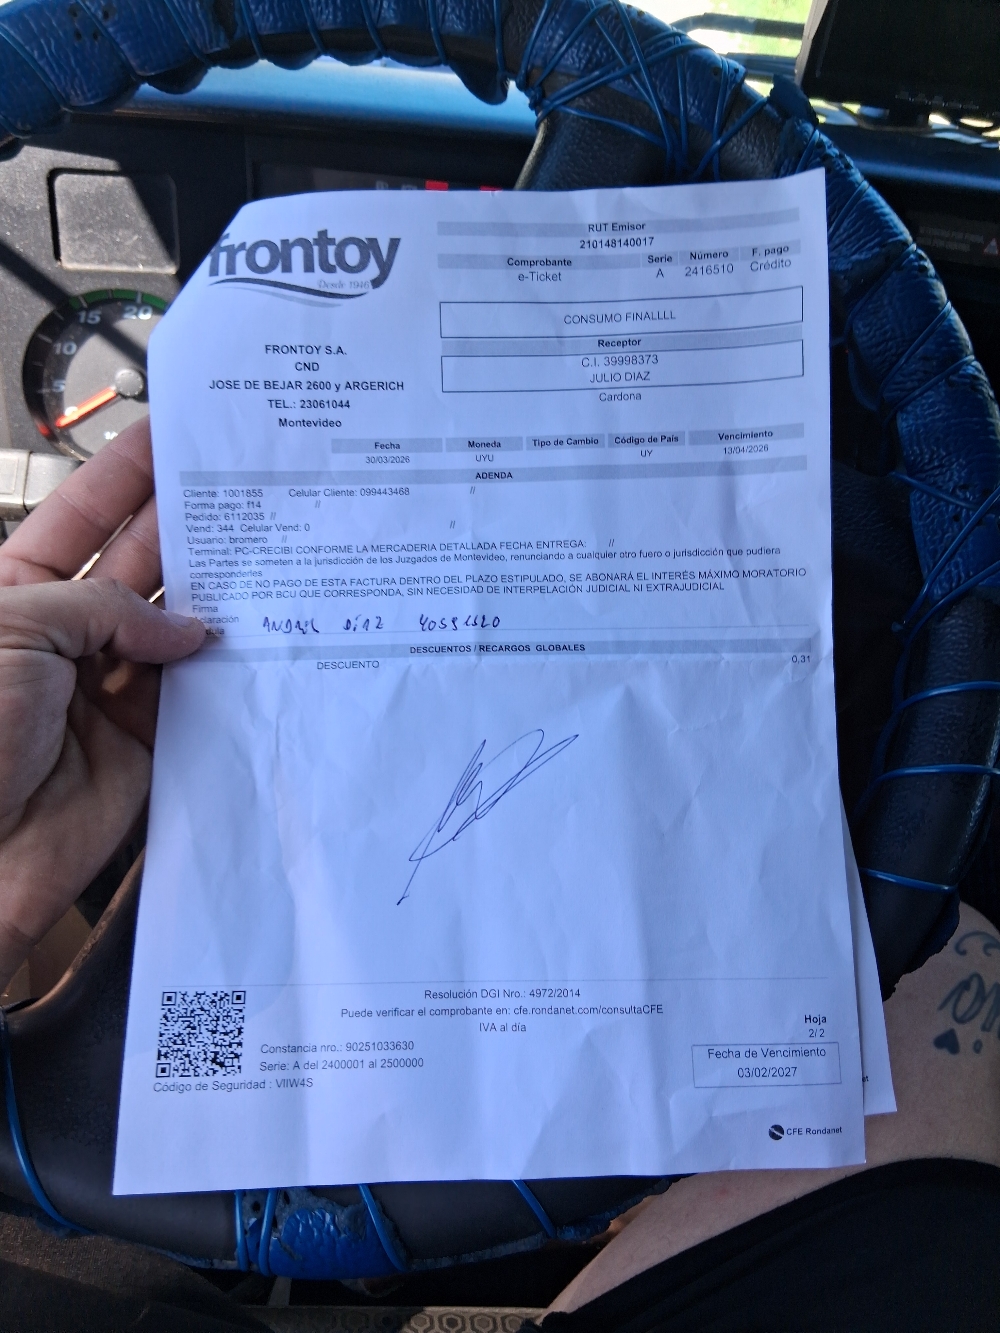 frontoy
Desde 1946
RUT Emisor
210148140017
Comprobante Serie Número F. pago
e-Ticket A 2416510 Crédito
CONSUMO FINALLLL
Receptor
C.I. 39998373
JULIO DIAZ
Cardona
FRONTOY S.A.
CND
JOSE DE BEJAR 2600 y ARGERICH
TEL.: 23061044
Montevideo
Fecha Moneda Tipo de Cambio Código de País Vencimiento
30/03/2026 UYU UY 13/04/2026
ADENDA
Cliente: 1001855 Celular Cliente: 099443468 //
Forma pago: f14 //
Pedido: 6112035 //
Vend: 344 Celular Vend: 0 //
Usuario: bromero //
Terminal: PC-CRECIBI CONFORME LA MERCADERIA DETALLADA FECHA ENTREGA: //
Las Partes se someten a la jurisdicción de los Juzgados de Montevideo, renunciando a cualquier otro fuero o jurisdicción que pudiera
corresponderles
EN CASO DE NO PAGO DE ESTA FACTURA DENTRO DEL PLAZO ESTIPULADO, SE ABONARÁ EL INTERÉS MÁXIMO MORATORIO
PUBLICADO POR BCU QUE CORRESPONDA, SIN NECESIDAD DE INTERPELACIÓN JUDICIAL NI EXTRAJUDICIAL
Firma
DÍAZ
DESCUENTOS / RECARGOS GLOBALES
DESCUENTO 0,31
Resolución DGI Nro.: 4972/2014
Puede verificar el comprobante en: cfe.rondanet.com/consultaCFE
IVA al día
Constancia nro.: 90251033630
Serie: A del 2400001 al 2500000
Código de Seguridad : VIIW4S
Hoja
2/2
Fecha de Vencimiento
03/02/2027
CFE Rondanet
5
10
15
20